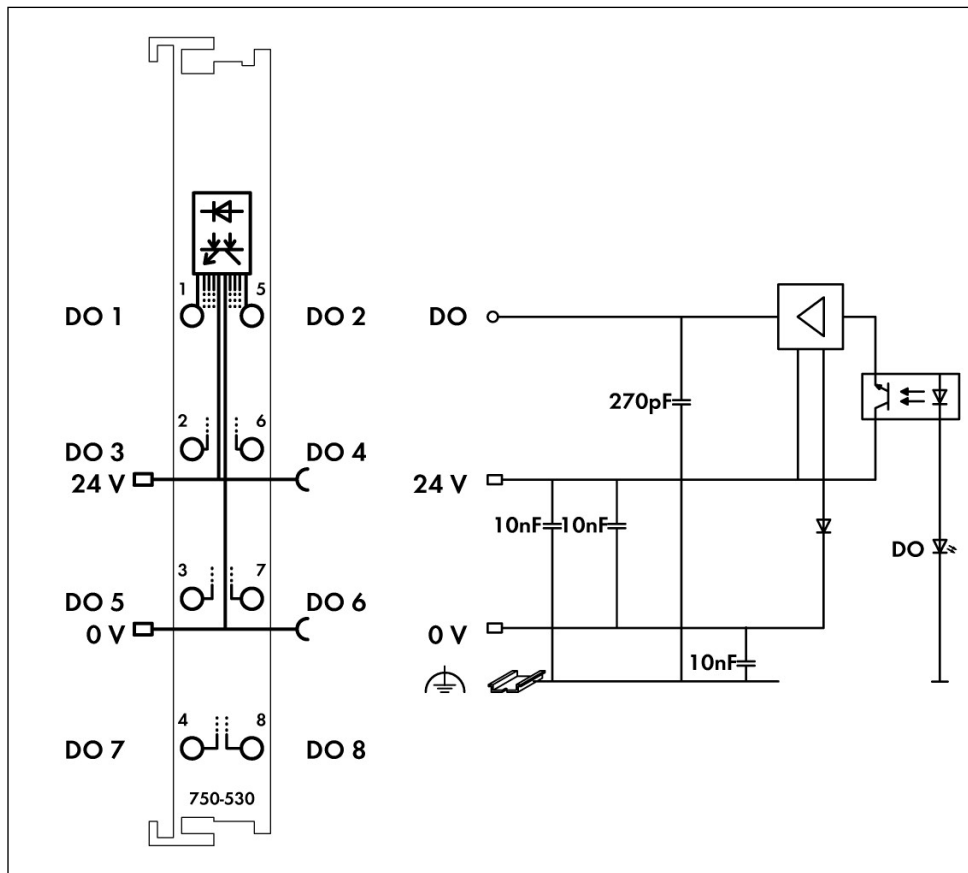 1 5
DO 1 DO 2 DO
270pF
2 6
DO 3 DO 4
24 V 24 V
10nF 10nF
DO
3 7
DO 5 DO 6
0 V 0 V
10nF
4 8
DO 7 DO 8
750-530